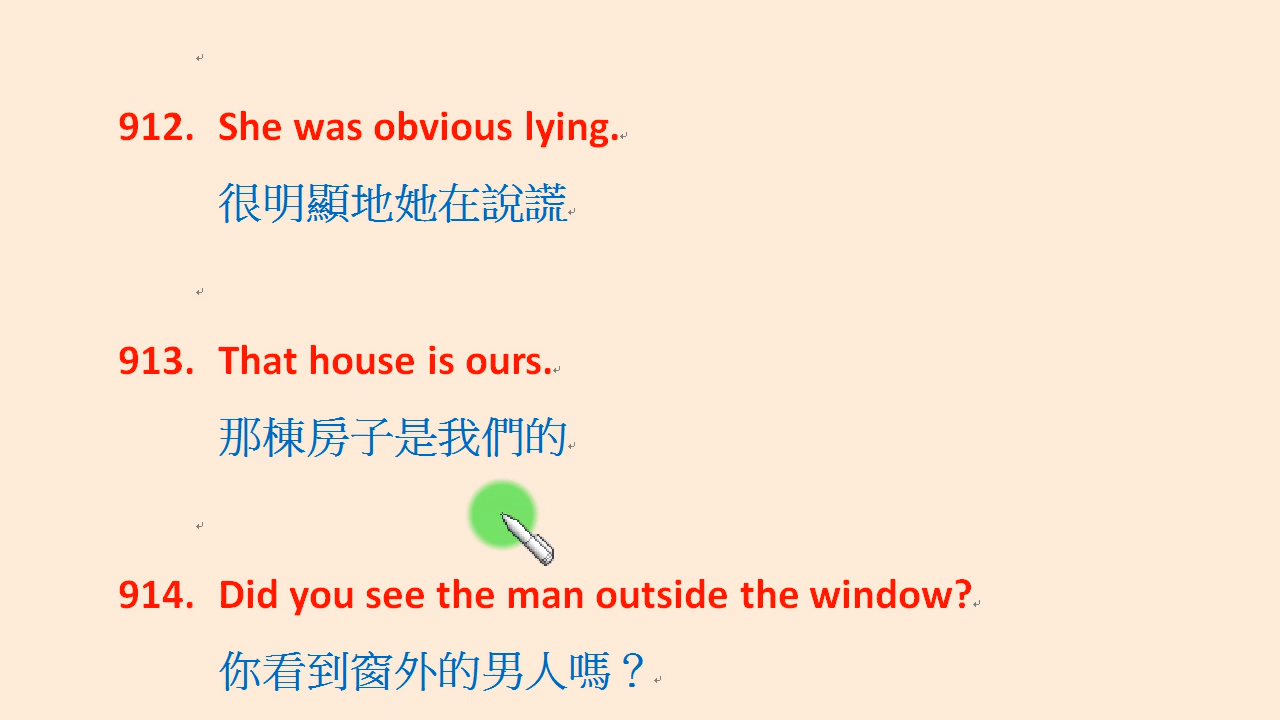 912. She was obvious lying.
很明顯地她在說謊
913. That house is ours.
那棟房子是我們的
914. Did you see the man outside the window?
你看到窗外的男人嗎？